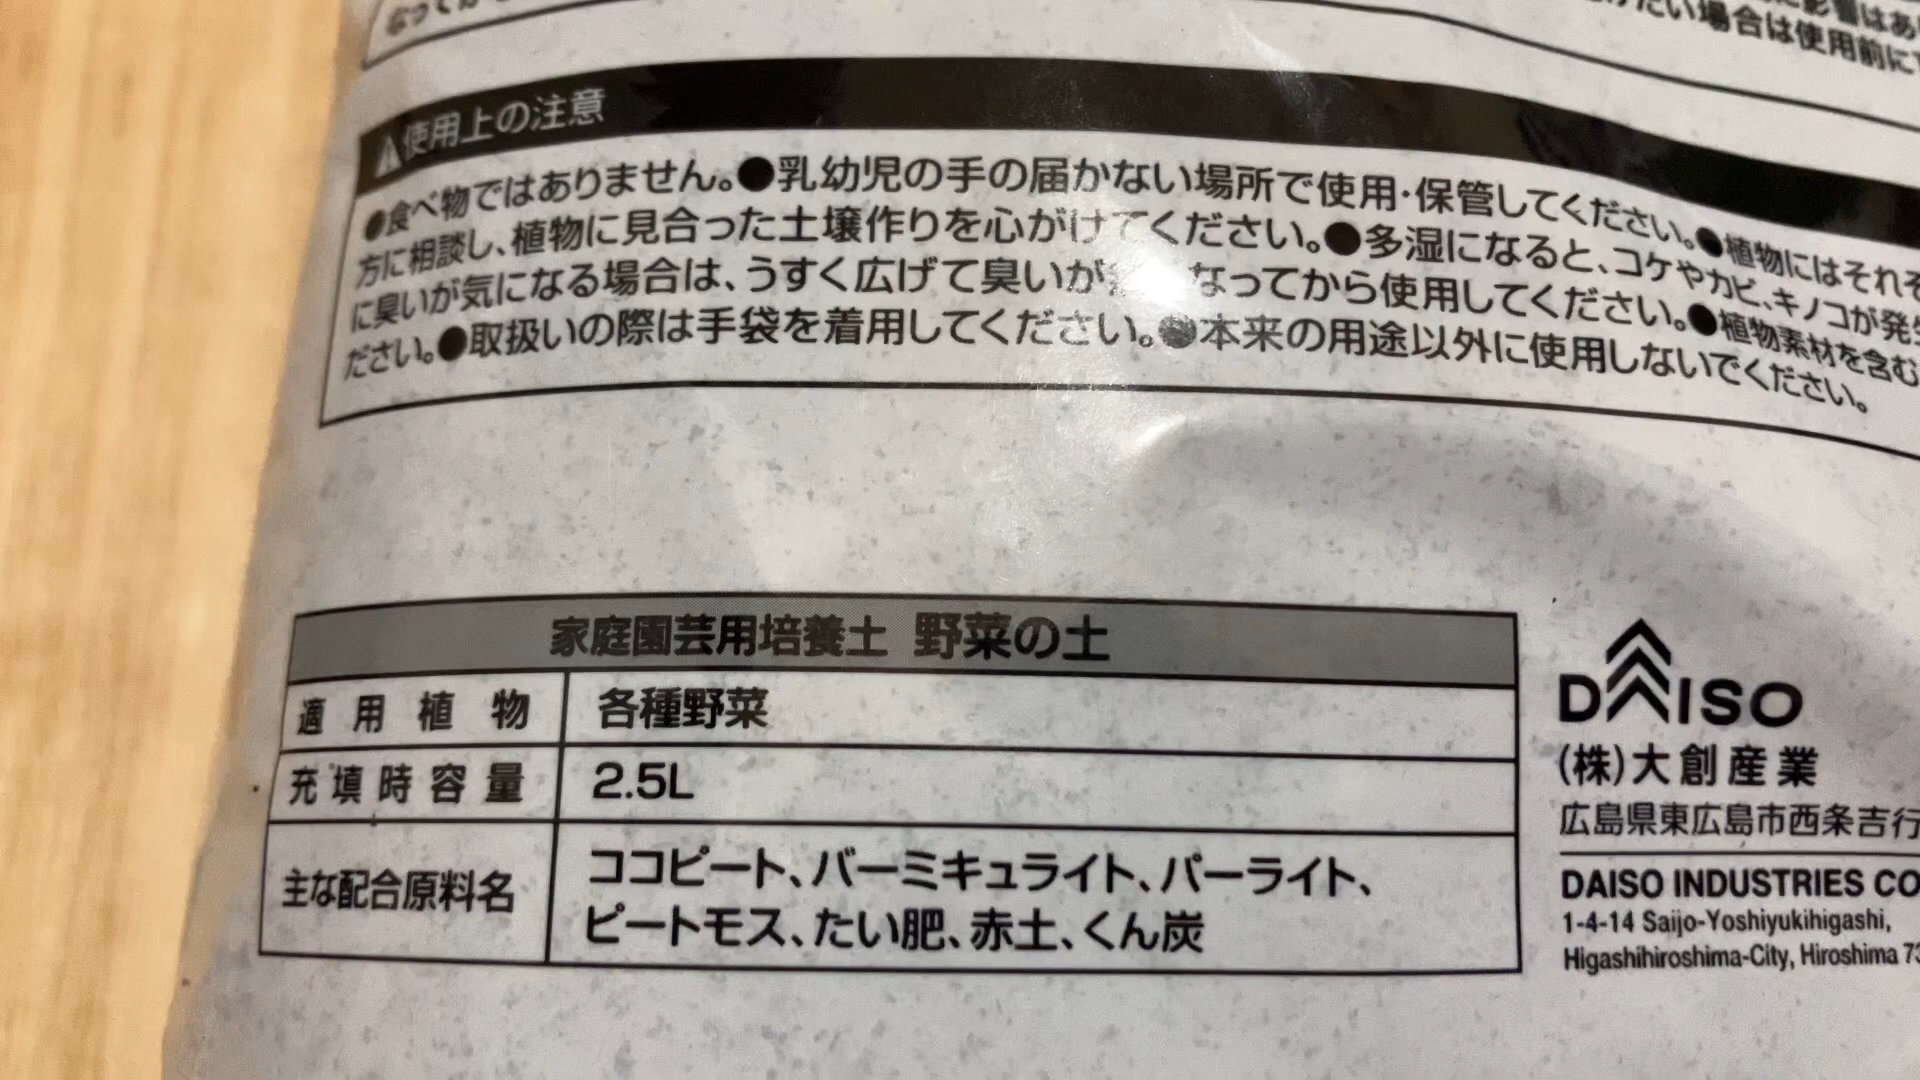 なってか
影響はあ
けたい場合は使用前に
使用上の注意
●食べ物ではありません。●乳幼児の手の届かない場所で使用・保管してください。●植物にはそれぞ
方に相談し、植物に見合った土壌作りを心がけてください。●多湿になると、コケやカビ、キノコが発生
に臭いが気になる場合は、うすく広げて臭いが なってから使用してください。●植物素材を含む
ださい。●取扱いの際は手袋を着用してください。●本来の用途以外に使用しないでください。
家庭園芸用培養土 野菜の土
適用植物 各種野菜
充填時容量 2.5L
主な配合原料名 ココピート、バーミキュライト、パーライト、
ピートモス、たい肥、赤土、くん炭
DAISO
(株)大創産業
広島県東広島市西条吉行
DAISO INDUSTRIES CO
1-4-14 Saijo-Yoshiyukihigashi,
Higashihiroshima-City, Hiroshima 73